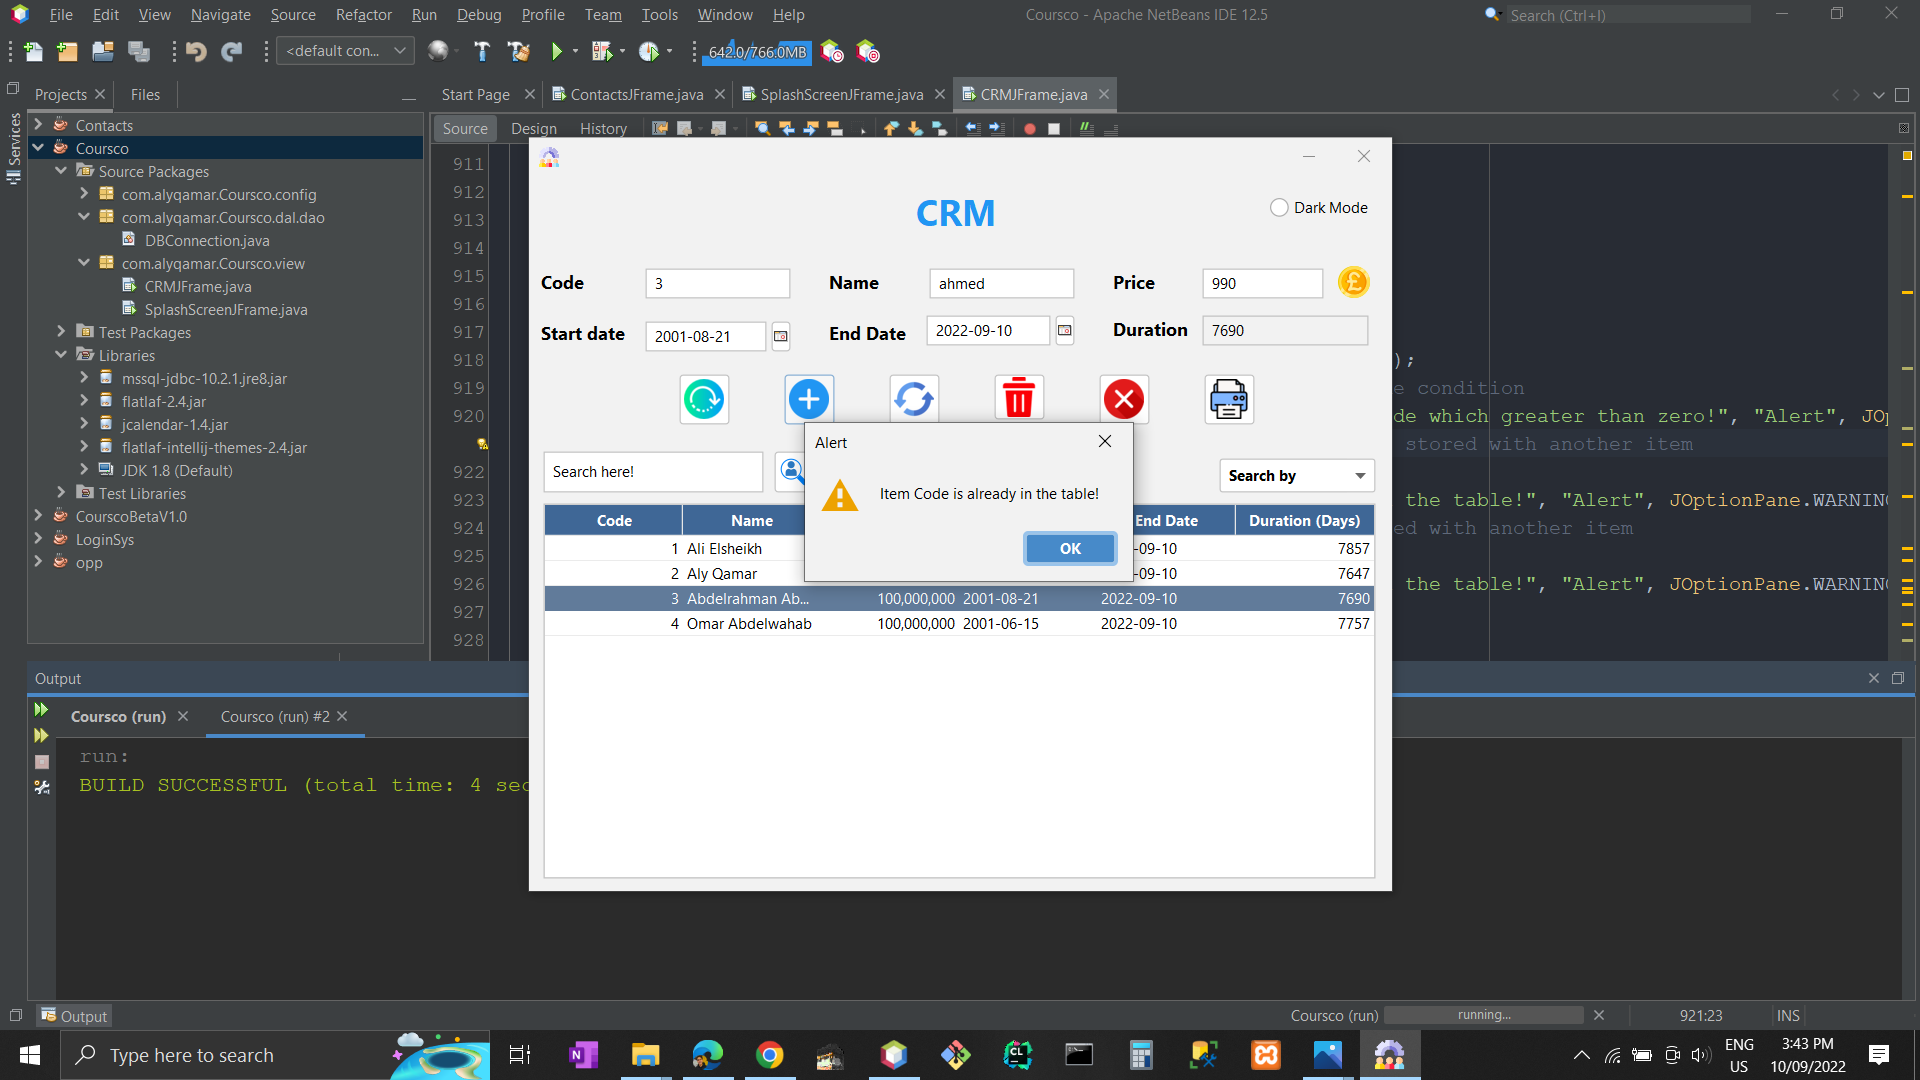 File Edit View Navigate Source Refactor Run Debug Profile Team Tools Window Help
Coursco - Apache NetBeans IDE 12.5
Search (Ctrl+I)
<default con...
642.0/766.0MB
Projects Files
Start Page ContactsJFrame.java SplashScreenJFrame.java CRMJFrame.java
Services
Source Design History
Contacts
Coursco
Source Packages
com.alyqamar.Coursco.config
com.alyqamar.Coursco.dal.dao
DBConnection.java
com.alyqamar.Coursco.view
CRMJFrame.java
SplashScreenJFrame.java
Test Packages
Libraries
mssql-jdbc-10.2.1.jre8.jar
flatlaf-2.4.jar
jcalendar-1.4.jar
flatlaf-intellij-themes-2.4.jar
JDK 1.8 (Default)
Test Libraries
CourscoBetaV1.0
LoginSys
opp
911
912
913
914
915
916
917
918
919
920
922
923
924
925
926
927
928
);
e condition
de which greater than zero!", "Alert", JOp
stored with another item
the table!", "Alert", JOptionPane.WARNIN
ed with another item
the table!", "Alert", JOptionPane.WARNIN
CRM
Dark Mode
Code 3 Name ahmed Price 990
Start date 2001-08-21 End Date 2022-09-10 Duration 7690
Search here!
Search by
Alert
Item Code is already in the table!
OK
Code Name End Date Duration (Days)
1 Ali Elsheikh -09-10 7857
2 Aly Qamar -09-10 7647
3 Abdelrahman Ab... 100,000,000 2001-08-21 2022-09-10 7690
4 Omar Abdelwahab 100,000,000 2001-06-15 2022-09-10 7757
Output
Coursco (run) Coursco (run) #2
run:
BUILD SUCCESSFUL (total time: 4 sec
Output
Coursco (run) running... 921:23 INS
Type here to search
ENG
US
3:43 PM
10/09/2022